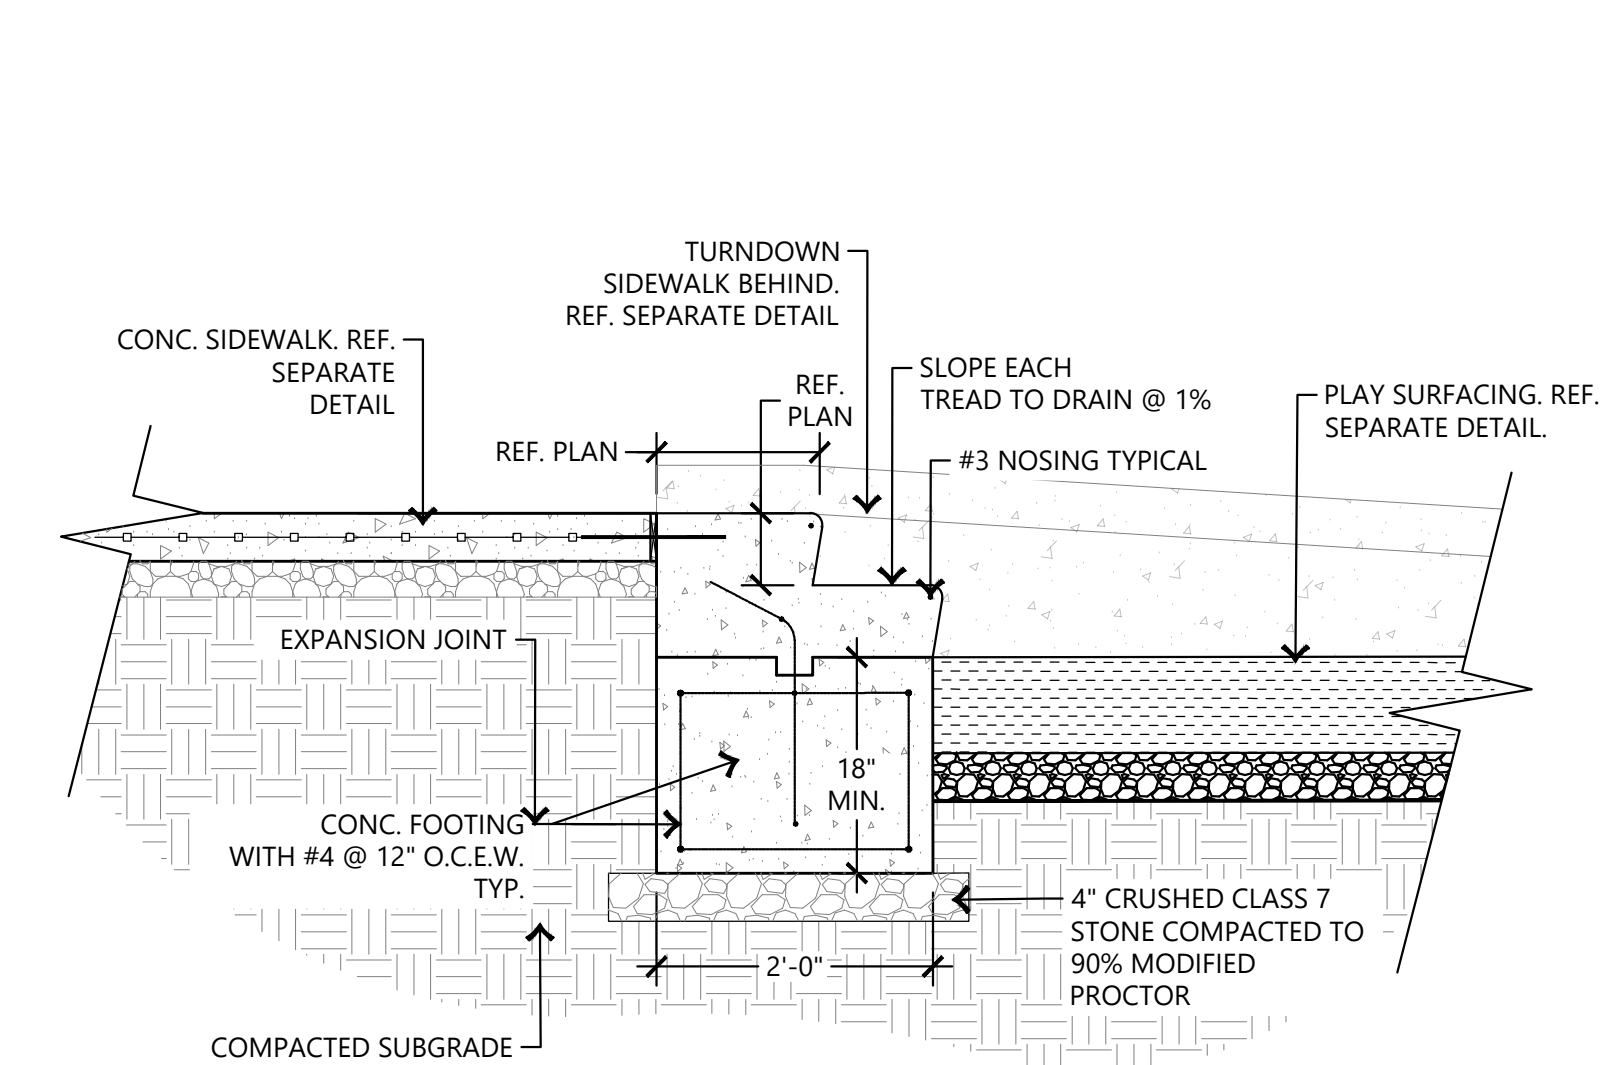 TURNDOWN
SIDEWALK BEHIND.
REF. SEPARATE DETAIL
CONC. SIDEWALK. REF.
SEPARATE
DETAIL
SLOPE EACH
TREAD TO DRAIN @ 1%
REF.
PLAN
PLAY SURFACING. REF.
SEPARATE DETAIL.
REF. PLAN
#3 NOSING TYPICAL
EXPANSION JOINT
18"
MIN.
CONC. FOOTING
WITH #4 @ 12" O.C.E.W.
TYP.
4" CRUSHED CLASS 7
STONE COMPACTED TO
90% MODIFIED
PROCTOR
2'-0"
COMPACTED SUBGRADE